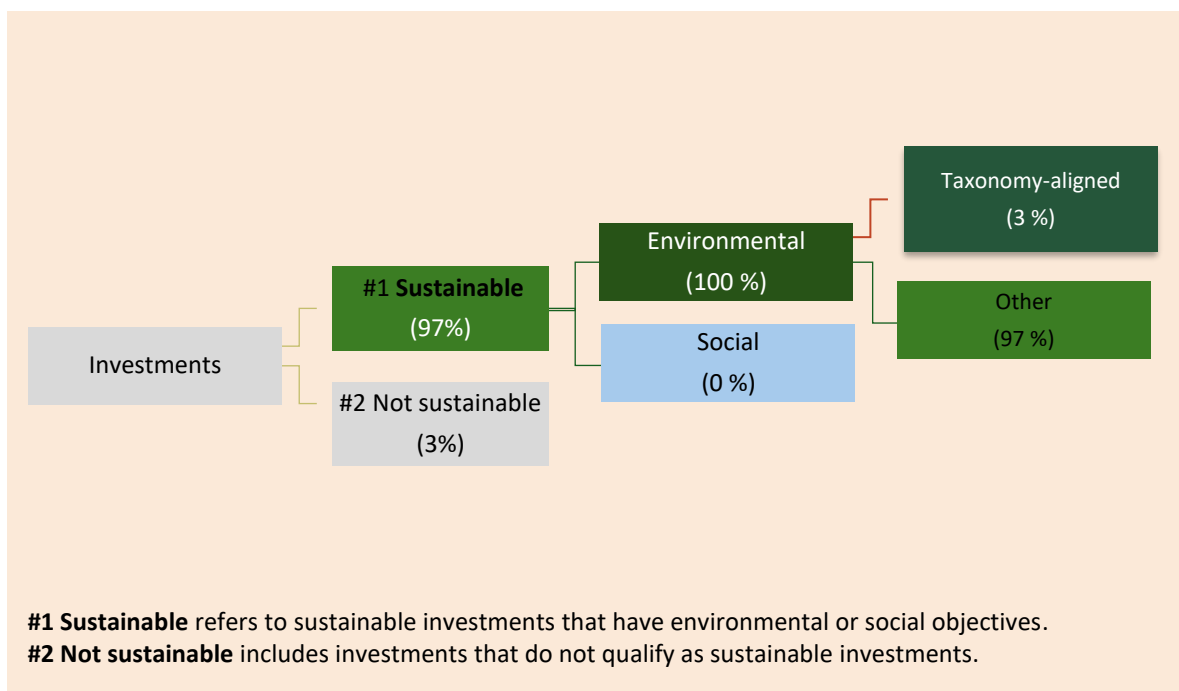 Investments
#1 Sustainable
(97%)
#2 Not sustainable
(3%)
Environmental
(100 %)
Social
(0 %)
Taxonomy-aligned
(3 %)
Other
(97 %)
#1 Sustainable refers to sustainable investments that have environmental or social objectives.
#2 Not sustainable includes investments that do not qualify as sustainable investments.